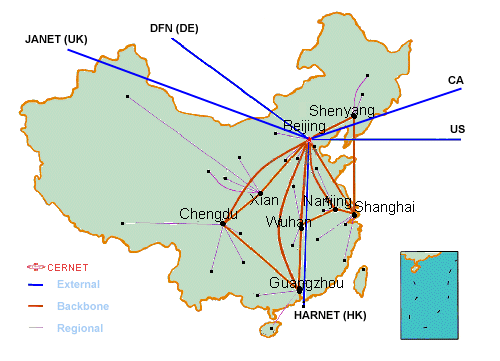 DFN (DE)
JANET (UK)
CA
Shenyang
Beijing
US
Xian
Nanjing
Shanghai
Chengdu
Wuhan
CERNET
External
Guangzhou
Backbone
HARNET (HK)
Regional